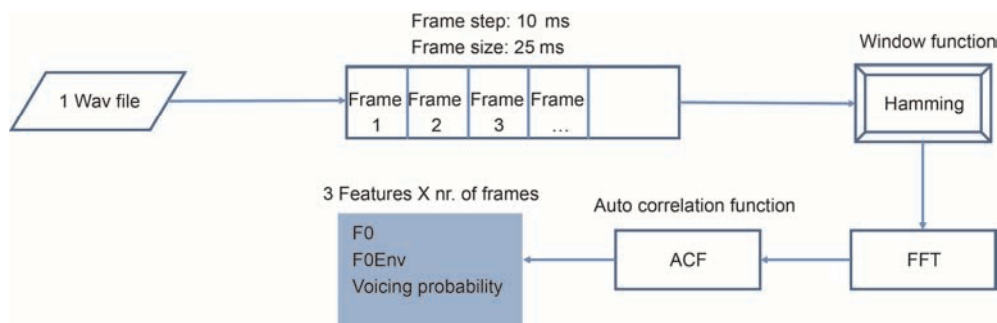 Frame step: 10 ms
Frame size: 25 ms
Window function
1 Wav file
Frame Frame Frame Frame
1 2 3 ...
Hamming
3 Features X nr. of frames
Auto correlation function
F0
F0Env
Voicing probability
ACF
FFT